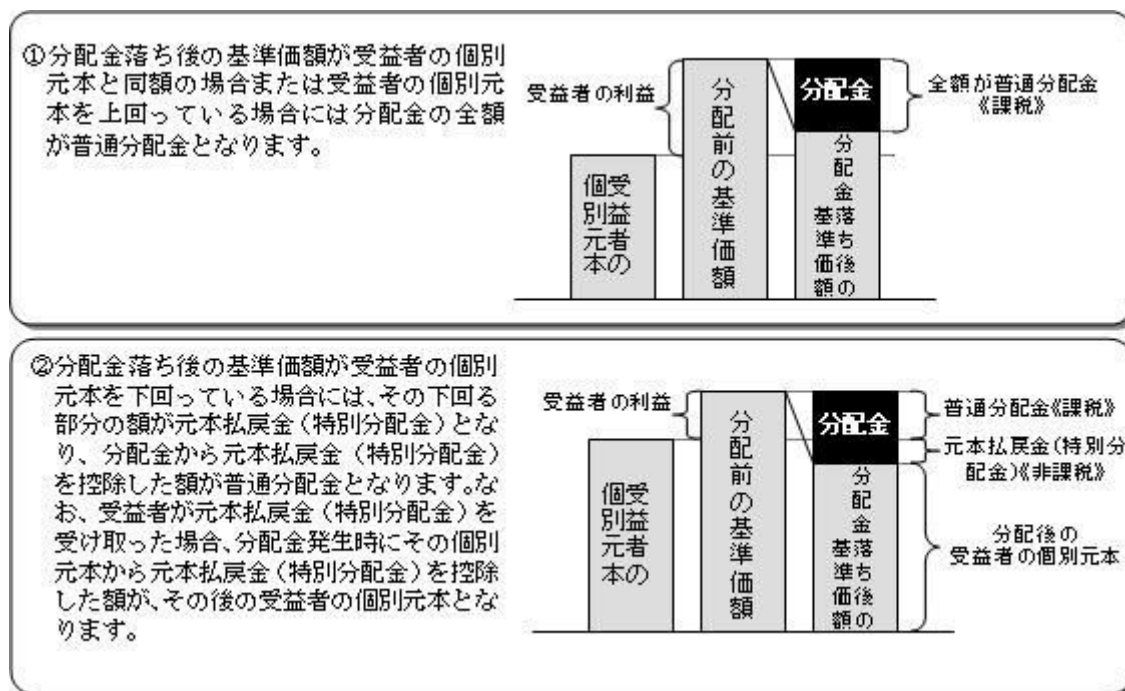 ①分配金落ち後の基準価額が受益者の個別
元本と同額の場合または受益者の個別元
本を上回っている場合には分配金の全額
が普通分配金となります。
受益者の利益
受益者の
個別元本
分配前の基準価額
分配金
分配金落ち後の
基準価額
全額が普通分配金
《課税》
②分配金落ち後の基準価額が受益者の個別
元本を下回っている場合には、その下回る
部分の額が元本払戻金（特別分配金）とな
り、分配金から元本払戻金（特別分配金）
を控除した額が普通分配金となります。な
お、受益者が元本払戻金（特別分配金）を
受け取った場合、分配金発生時にその個別
元本から元本払戻金（特別分配金）を控除
した額が、その後の受益者の個別元本とな
ります。
受益者の利益
受益者の
個別元本
分配前の基準価額
分配金
分配金落ち後の
基準価額
普通分配金《課税》
元本払戻金（特別分
配金）《非課税》
分配後の
受益者の個別元本